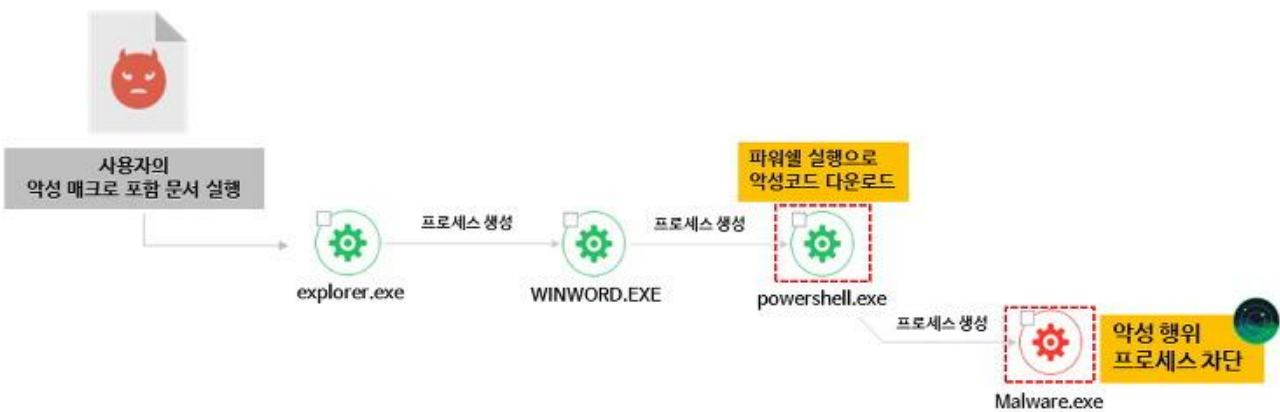 사용자의
악성 매크로 포함 문서 실행
파워쉘 실행으로
악성코드 다운로드
프로세스 생성
프로세스 생성
explorer.exe
WINWORD.EXE
powershell.exe
프로세스 생성
악성 행위
프로세스 차단
Malware.exe